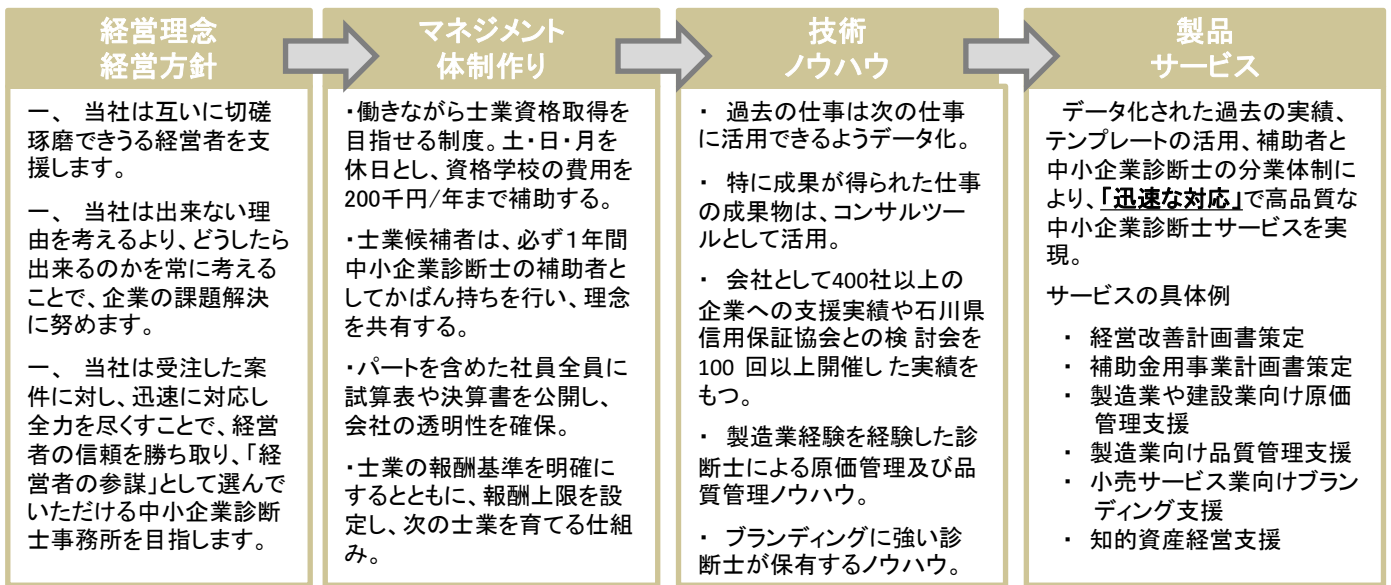 経営理念
経営方針
一、 当社は互いに切磋
琢磨できうる経営者を支
援します。
一、 当社は出来ない理
由を考えるより、どうしたら
出来るのかを常に考える
ことで、企業の課題解決
に努めます。
一、 当社は受注した案
件に対し、迅速に対応し
全力を尽くすことで、経営
者の信頼を勝ち取り、「経
営者の参謀」として選んで
いただける中小企業診断
士事務所を目指します。
マネジメント
体制作り
・働きながら士業資格取得を
目指せる制度。土・日・月を
休日とし、資格学校の費用を
200千円/年まで補助する。
・士業候補者は、必ず1年間
中小企業診断士の補助者と
してかばん持ちを行い、理念
を共有する。
・パートを含めた社員全員に
試算表や決算書を公開し、
会社の透明性を確保。
・士業の報酬基準を明確に
するとともに、報酬上限を設
定し、次の士業を育てる仕組
み。
技術
ノウハウ
・ 過去の仕事は次の仕事
に活用できるようデータ化。
・ 特に成果が得られた仕事
の成果物は、コンサルツー
ルとして活用。
・ 会社として400社以上の
企業への支援実績や石川県
信用保証協会との検 討会を
100 回以上開催し た実績を
もつ。
・ 製造業経験を経験した診
断士による原価管理及び品
質管理ノウハウ。
・ ブランディングに強い診
断士が保有するノウハウ。
製品
サービス
データ化された過去の実績、
テンプレートの活用、補助者と
中小企業診断士の分業体制に
より、「迅速な対応」で高品質な
中小企業診断士サービスを実
現。
サービスの具体例
・ 経営改善計画書策定
・ 補助金用事業計画書策定
・ 製造業や建設業向け原価
管理支援
・ 製造業向け品質管理支援
・ 小売サービス業向けブラン
ディング支援
・ 知的資産経営支援